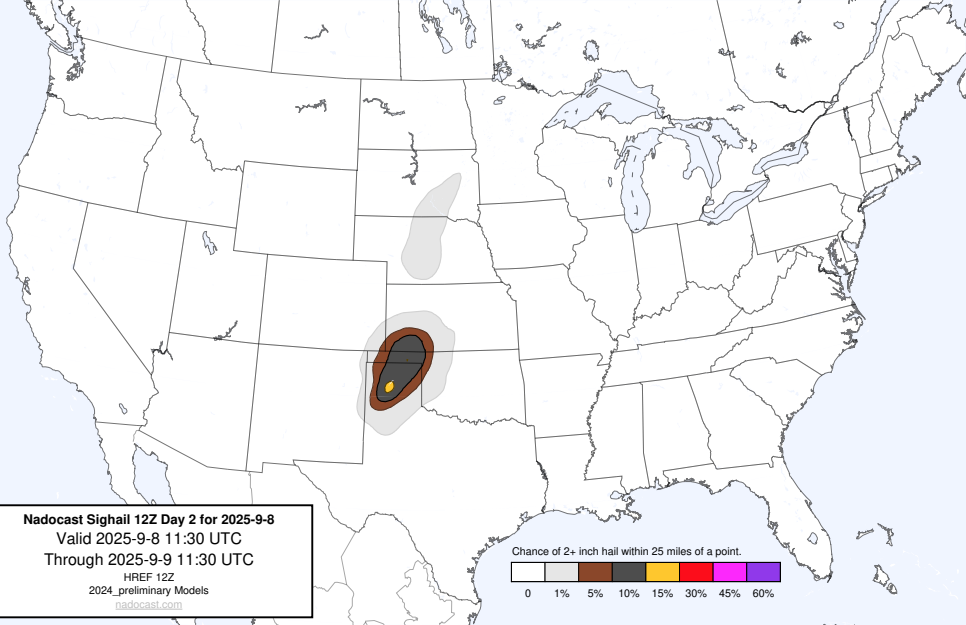 Nadocast Sighail 12Z Day 2 for 2025-9-8
Valid 2025-9-8 11:30 UTC
Through 2025-9-9 11:30 UTC
HREF 12Z
2024_preliminary Models
nadocast.com
Chance of 2+ inch hail within 25 miles of a point.
0 1% 5% 10% 15% 30% 45% 60%